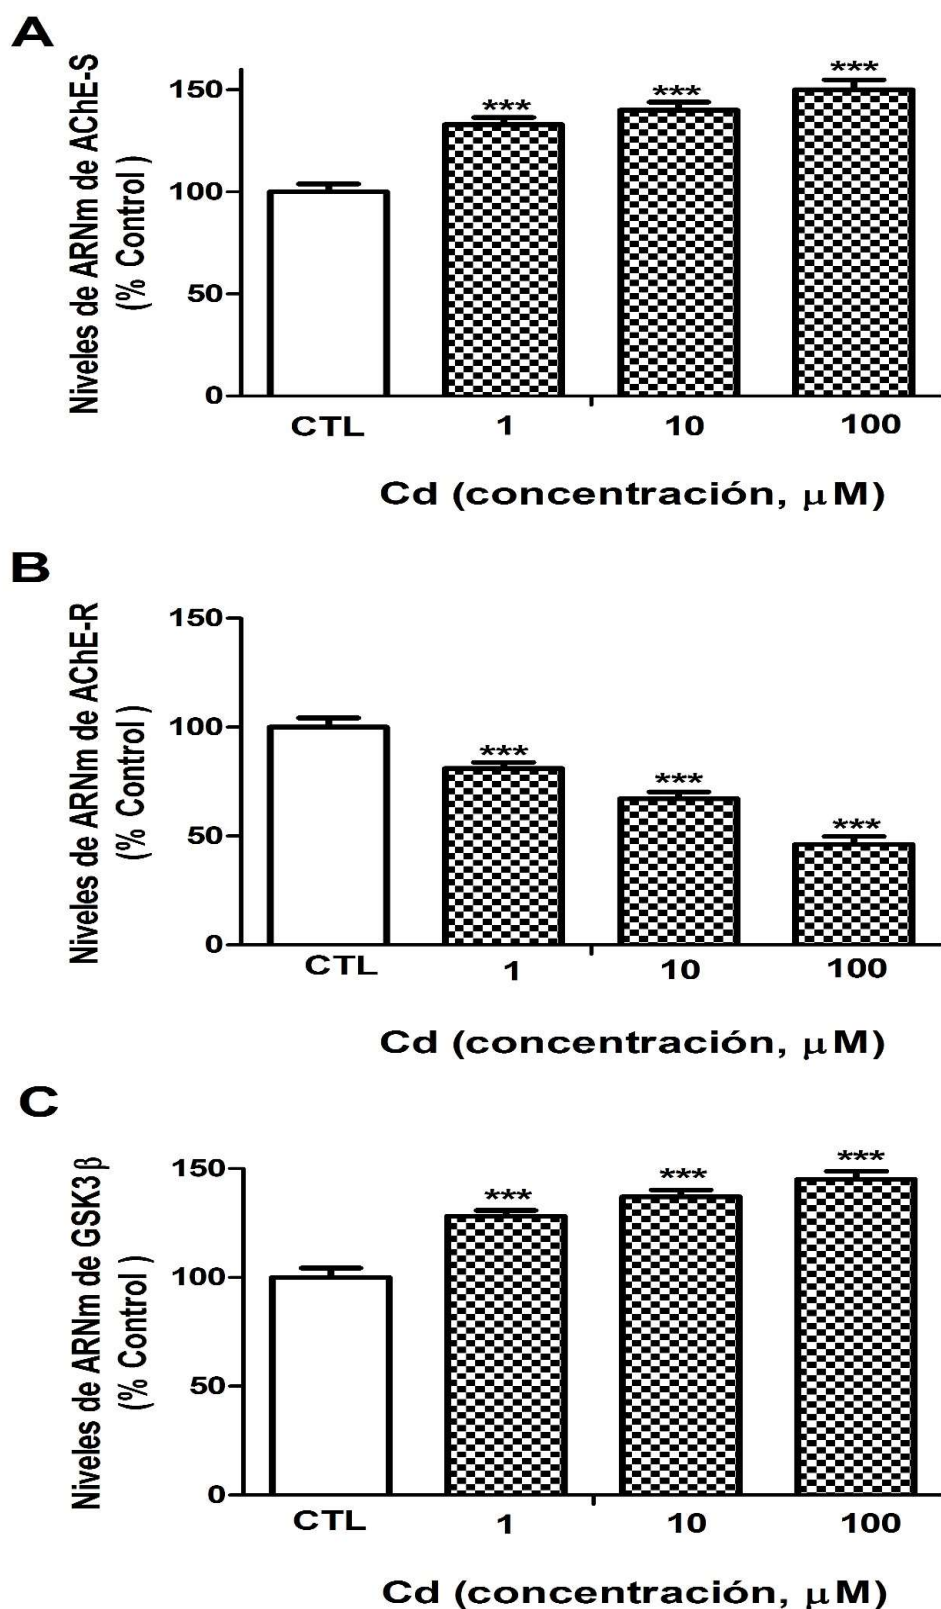 A
Niveles de ARNm de AChE-S
(% Control )
150
100
50
0
***
***
***
CTL
1
10
100
Cd (concentración, μM)
B
Niveles de ARNm de AChE-R
(% Control )
150
100
50
0
***
***
***
CTL
1
10
100
Cd (concentración, μM)
C
Niveles de ARNm de GSK3β
(% Control )
150
100
50
0
***
***
***
CTL
1
10
100
Cd (concentración, μM)